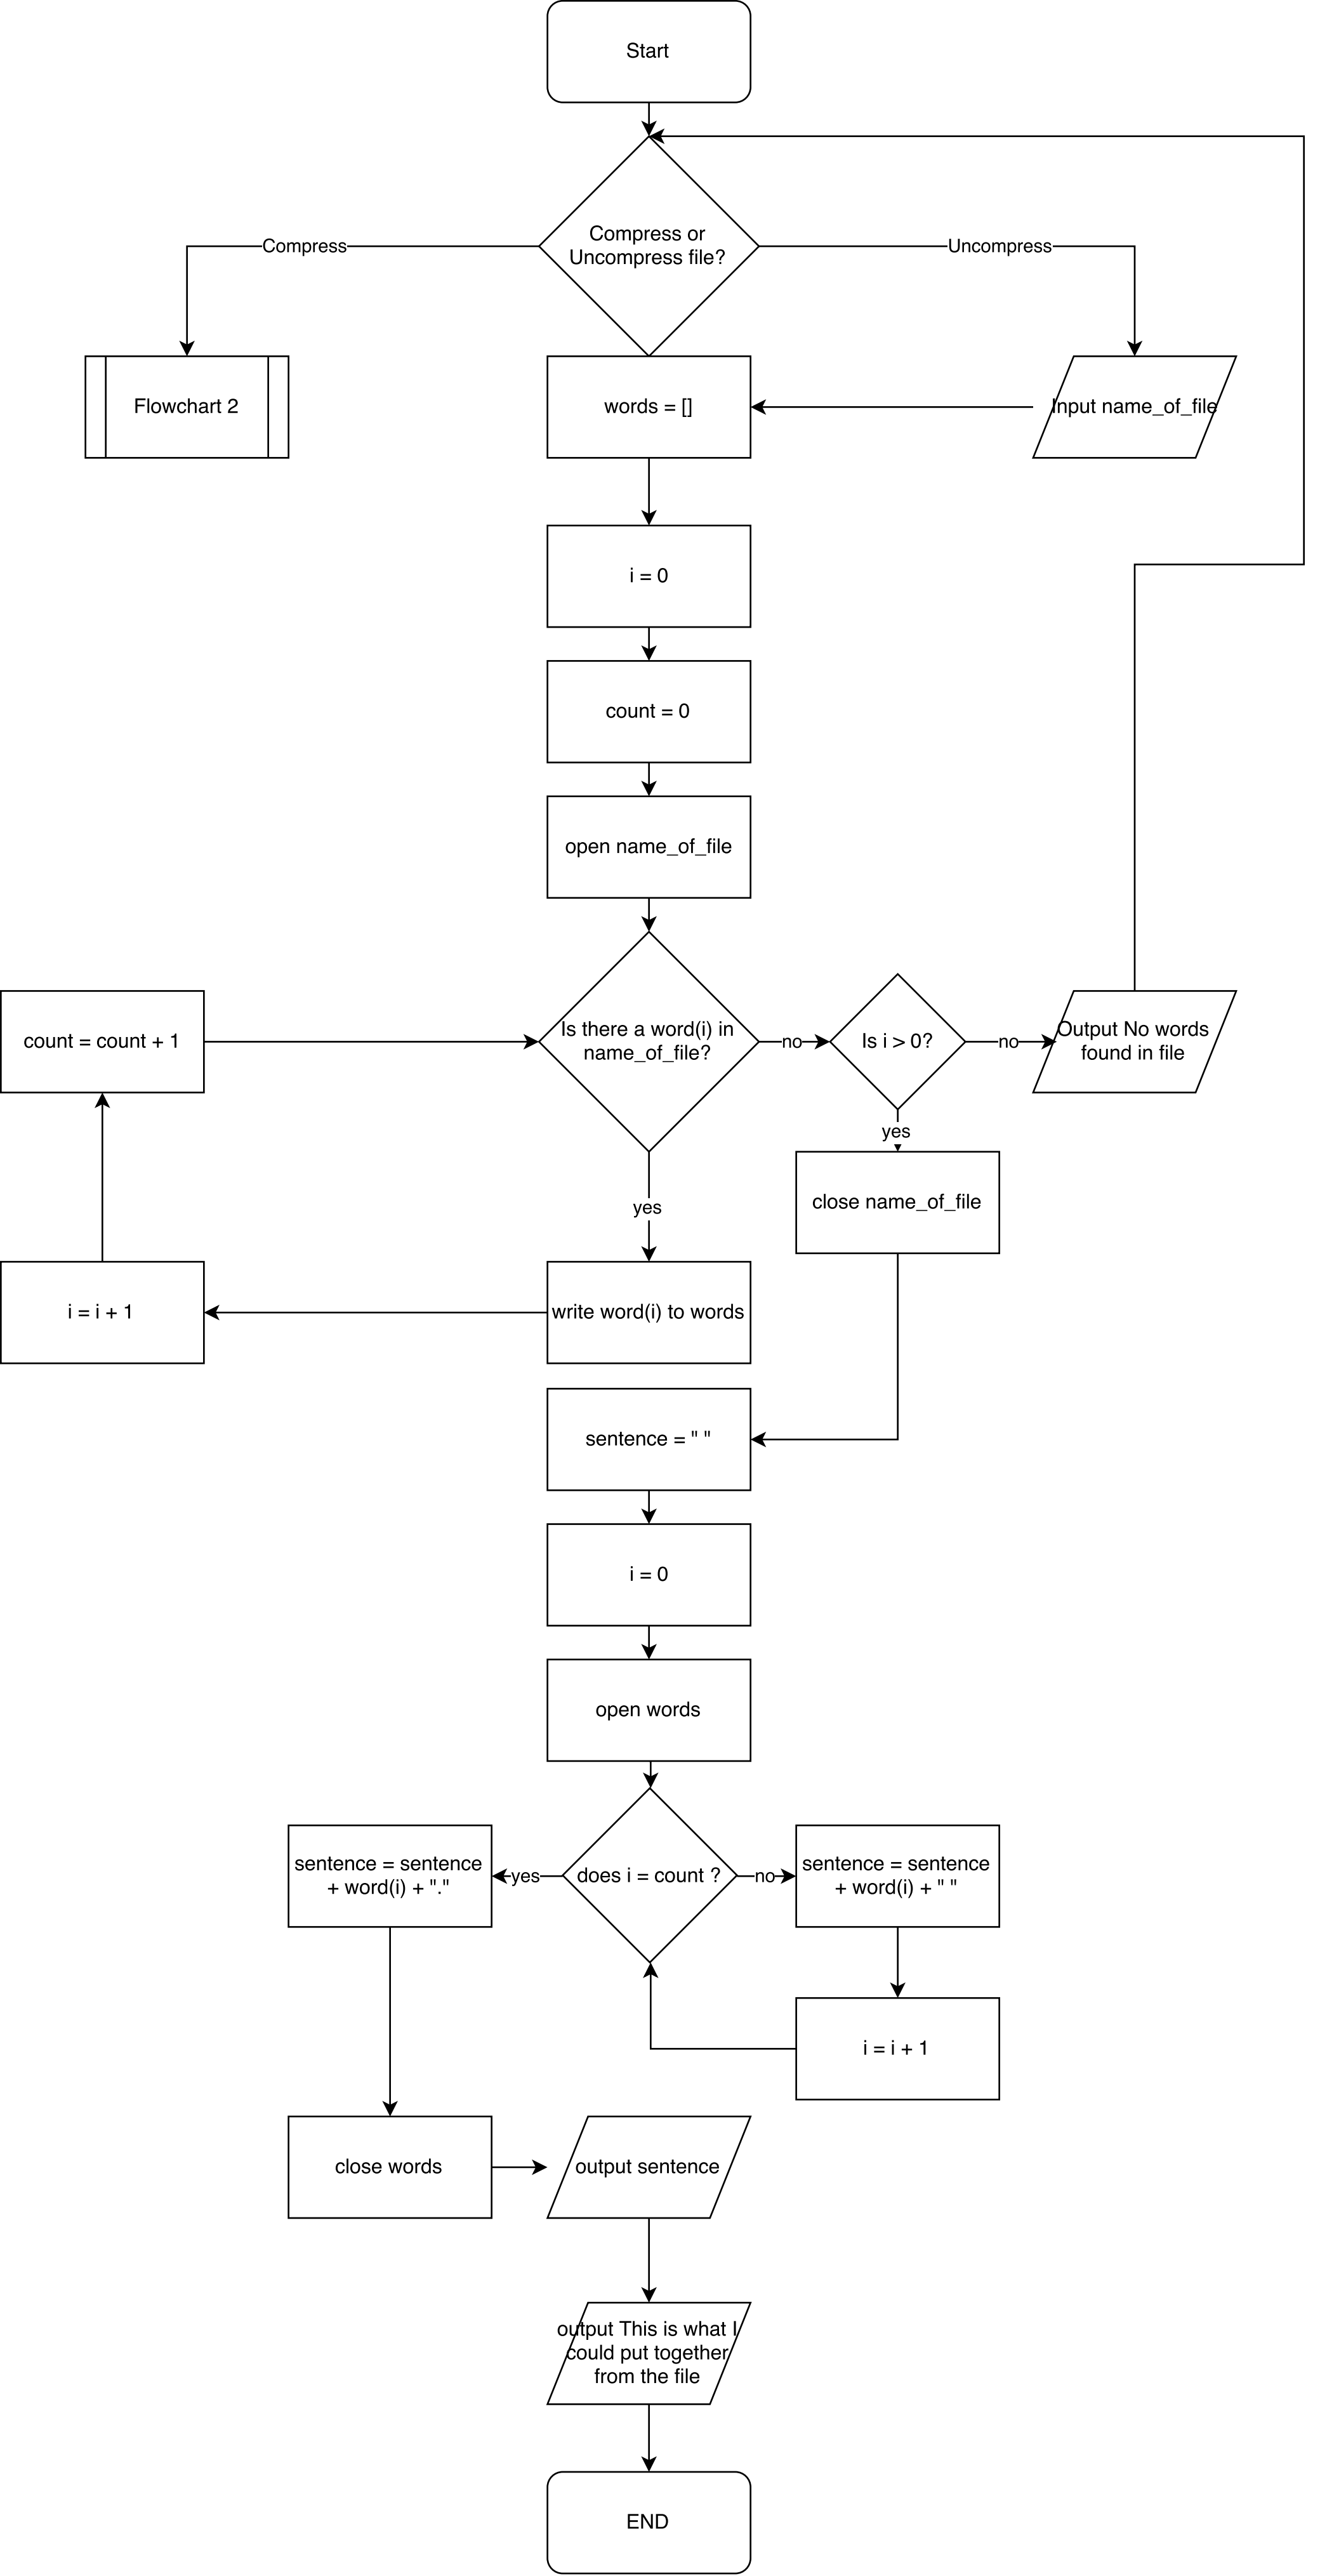 Start
Compress or
Uncompress file?
Compress
Uncompress
Flowchart 2
words = []
Input name_of_file
i = 0
count = 0
open name_of_file
count = count + 1
Is there a word(i) in
name_of_file?
no
Is i > 0?
no
Output No words
found in file
yes
yes
close name_of_file
i = i + 1
write word(i) to words
sentence = " "
i = 0
open words
sentence = sentence
+ word(i) + "."
yes
does i = count ?
no
sentence = sentence
+ word(i) + " "
i = i + 1
close words
output sentence
output This is what I
could put together
from the file
END